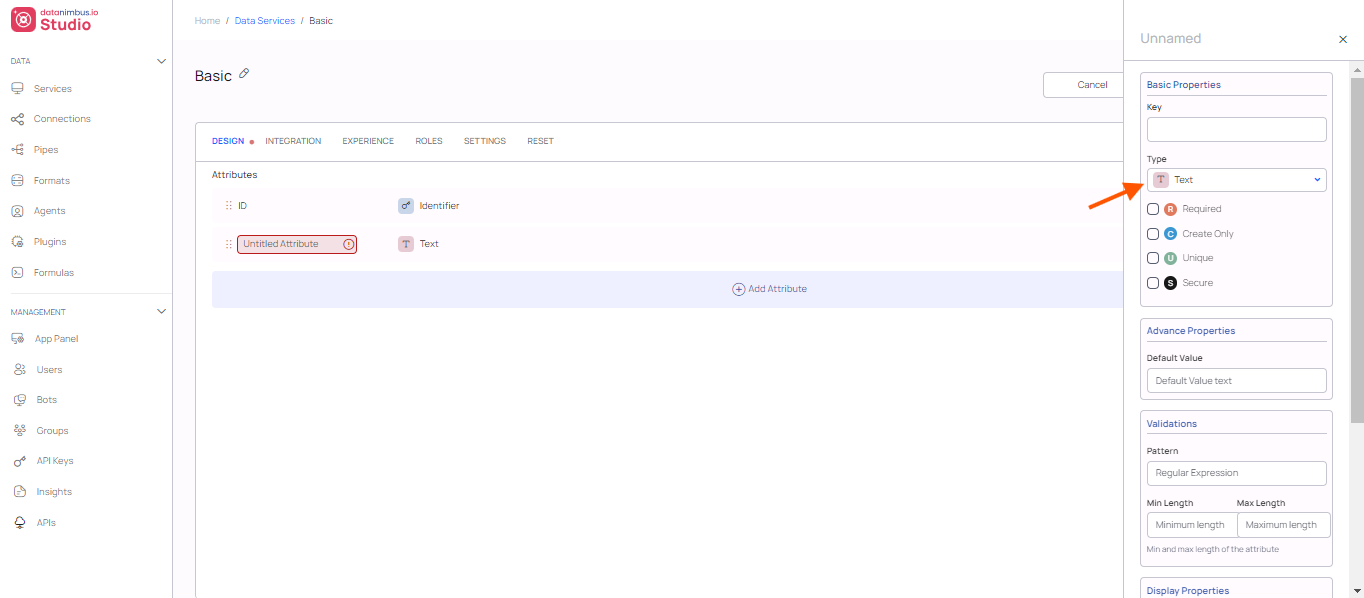 datanimbus.io
Studio
DATA
Services
Connections
Pipes
Formats
Agents
Plugins
Formulas
MANAGEMENT
App Panel
Users
Bots
Groups
API Keys
Insights
APIs
Home / Data Services / Basic
Basic
Cancel
DESIGN INTEGRATION EXPERIENCE ROLES SETTINGS RESET
Attributes
ID Identifier
Untitled Attribute T Text
Add Attribute
Unnamed
Basic Properties
Key
Type
T Text
R Required
C Create Only
U Unique
S Secure
Advance Properties
Default Value
Default Value text
Validations
Pattern
Regular Expression
Min Length Max Length
Minimum length Maximum length
Min and max length of the attribute
Display Properties